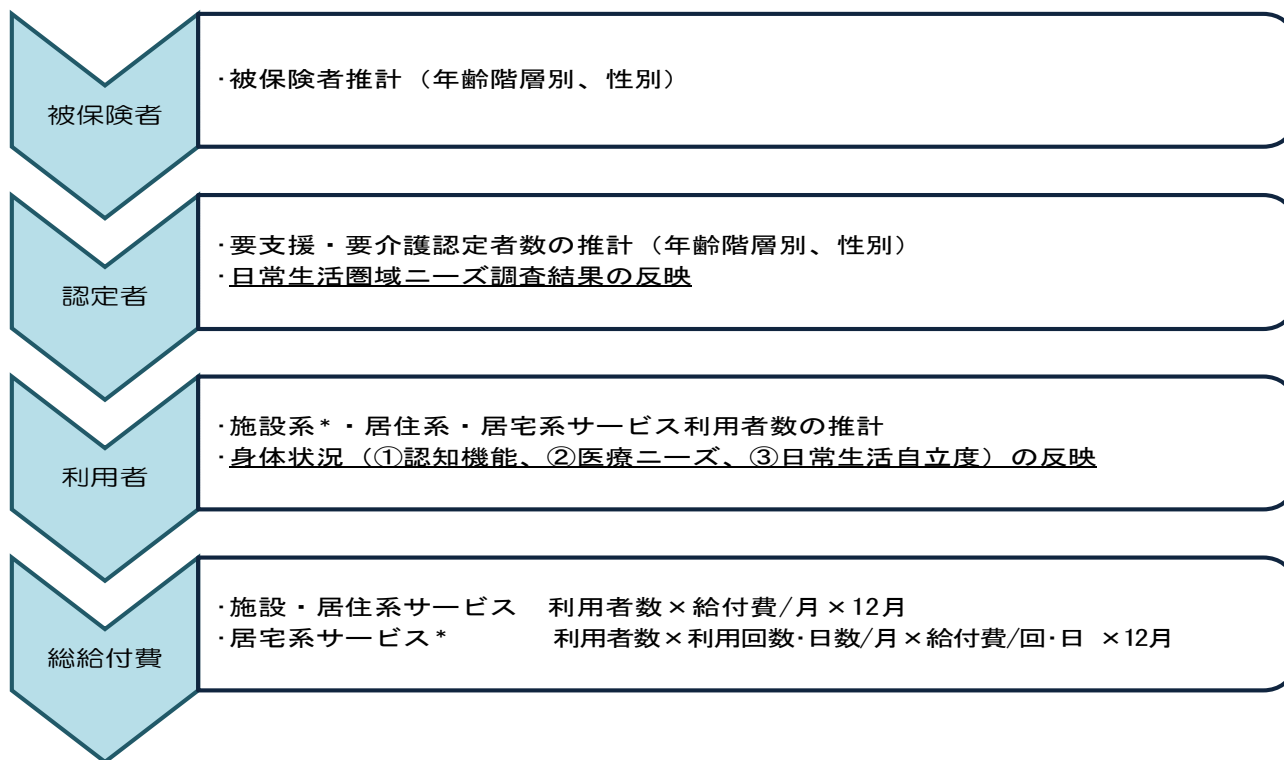 被保険者
・被保険者推計（年齢階層別、性別）
認定者
・要支援・要介護認定者数の推計（年齢階層別、性別）
・日常生活圏域ニーズ調査結果の反映
利用者
・施設系*・居住系・居宅系サービス利用者数の推計
・身体状況（①認知機能、②医療ニーズ、③日常生活自立度）の反映
総給付費
・施設・居住系サービス　利用者数×給付費/月×12月
・居宅系サービス*　利用者数×利用回数・日数/月×給付費/回・日 ×12月